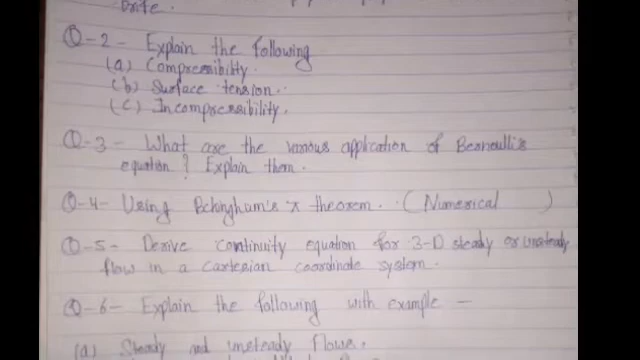 Drite.
Q-2- Explain the following
(a) Compressibility.
(b) Surface tension.
(c) Incompressibility.
Q-3- What are the various application of Bernoulli's
equation? Explain them.
Q-4- Using Bckingham's π theorem. (Numerical )
Q-5- Derive continuity equation for 3-D steady or unsteady
flow in a cartesian coordinate system.
Q-6- Explain the following with example -
(a) Steady and unsteady flows.